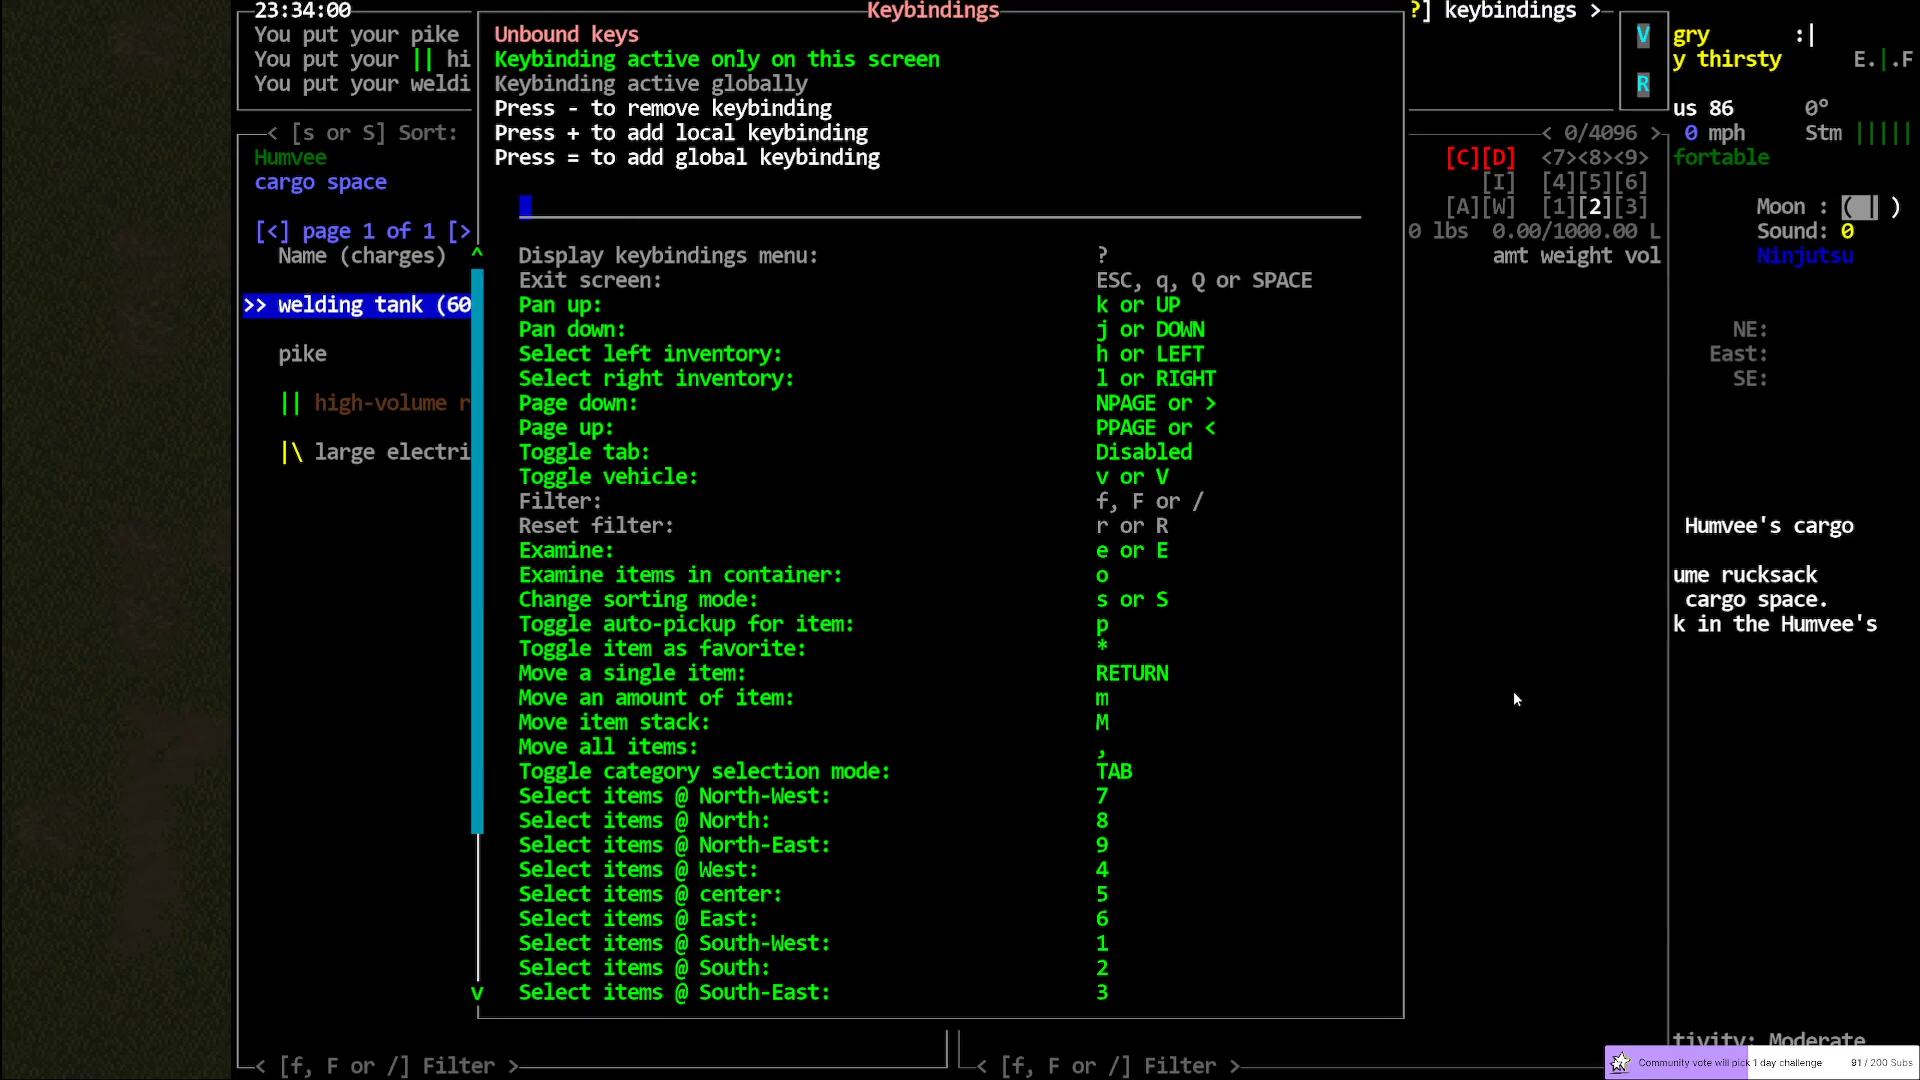 23:34:00
Keybindings
?] keybindings >
You put your pike
You put your || hi
You put your weldi
Unbound keys
Keybinding active only on this screen
Keybinding active globally
Press - to remove keybinding
Press + to add local keybinding
Press = to add global keybinding
V
R
gry :|
y thirsty E.|.F
us 86 0°
0 mph Stm |||||
fortable
Moon : ( | )
Sound: 0
Ninjutsu
NE:
East:
SE:
< [s or S] Sort:
Humvee
cargo space
[<] page 1 of 1 [>
Name (charges)
>> welding tank (60
pike
|| high-volume r
|\ large electri
< 0/4096 >
[C][D] <7><8><9>
[I] [4][5][6]
[A][W] [1][2][3]
0 lbs 0.00/1000.00 L
amt weight vol
Display keybindings menu: ?
Exit screen: ESC, q, Q or SPACE
Pan up: k or UP
Pan down: j or DOWN
Select left inventory: h or LEFT
Select right inventory: l or RIGHT
Page down: NPAGE or >
Page up: PPAGE or <
Toggle tab: Disabled
Toggle vehicle: v or V
Filter: f, F or /
Reset filter: r or R
Examine: e or E
Examine items in container: o
Change sorting mode: s or S
Toggle auto-pickup for item: p
Toggle item as favorite: *
Move a single item: RETURN
Move an amount of item: m
Move item stack: M
Move all items: ,
Toggle category selection mode: TAB
Select items @ North-West: 7
Select items @ North: 8
Select items @ North-East: 9
Select items @ West: 4
Select items @ center: 5
Select items @ East: 6
Select items @ South-West: 1
Select items @ South: 2
Select items @ South-East: 3
^
v
Humvee's cargo
ume rucksack
cargo space.
k in the Humvee's
< [f, F or /] Filter >
< [f, F or /] Filter >
tivity: Moderate
Community vote will pick 1 day challenge 91 / 200 Subs